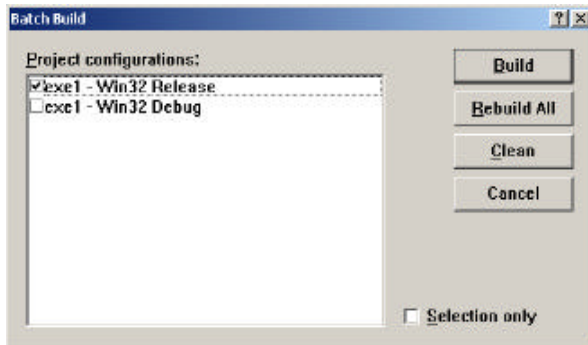 Batch Build
Project configurations:
exe1 - Win32 Release
exe1 - Win32 Debug
Build
Rebuild All
Clean
Cancel
Selection only